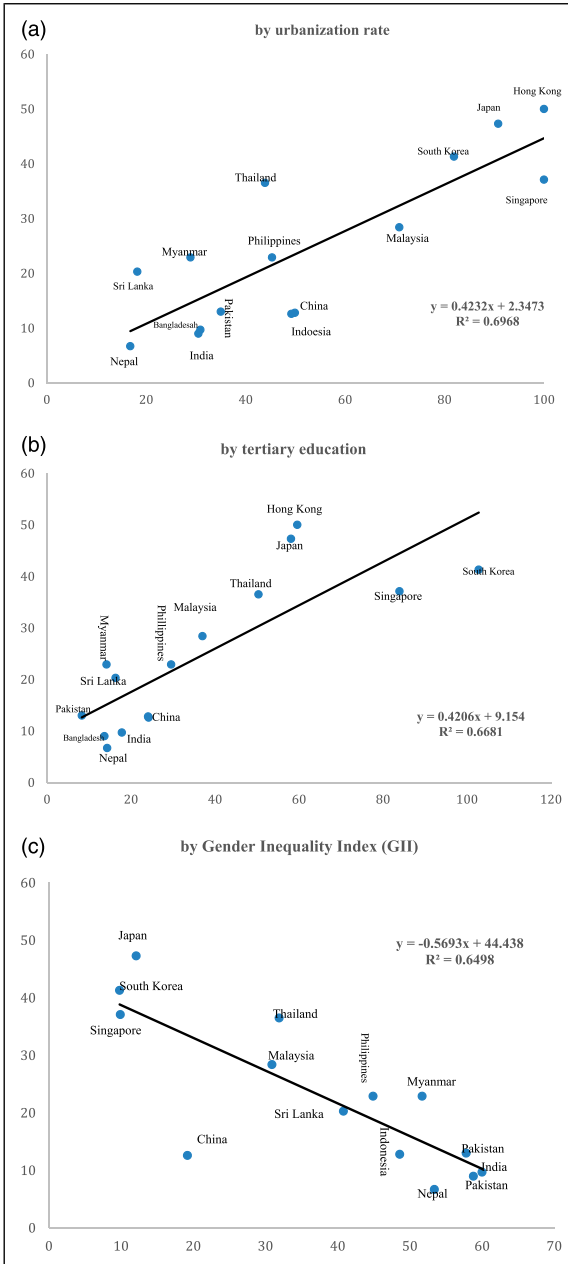 (a)
by urbanization rate
60
50
40
30
20
10
0
20
40
60
80
100
Hong Kong
Japan
South Korea
Singapore
Thailand
Malaysia
Philippines
Myanmar
Sri Lanka
Pakistan
China
Indoesia
Bangladesah
India
Nepal
y = 0.4232x + 2.3473
R² = 0.6968
(b)
by tertiary education
60
50
40
30
20
10
0
0
20
40
60
80
100
120
Hong Kong
Japan
South Korea
Singapore
Thailand
Malaysia
Phillippines
Myanmar
Sri Lanka
Pakistan
China
Bangladesh
India
Nepal
y = 0.4206x + 9.154
R² = 0.6681
(c)
by Gender Inequality Index (GII)
60
50
40
30
20
10
0
0
10
20
30
40
50
60
70
y = -0.5693x + 44.438
R² = 0.6498
Japan
South Korea
Singapore
Thailand
Malaysia
Philippines
Myanmar
Sri Lanka
China
Indonesia
Pakistan
India
Pakistan
Nepal